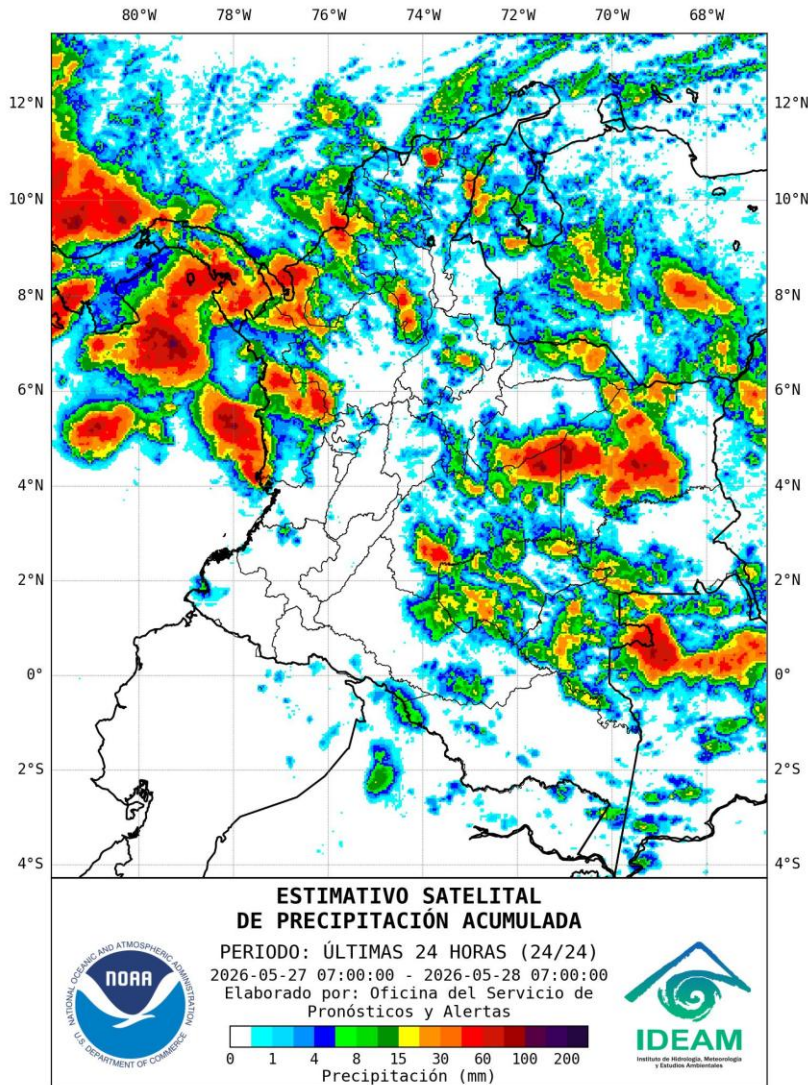 80°W 78°W 76°W 74°W 72°W 70°W 68°W
12°N 12°N
10°N 10°N
8°N 8°N
6°N 6°N
4°N 4°N
2°N 2°N
0° 0°
2°S 2°S
4°S 4°S
ESTIMATIVO SATELITAL
DE PRECIPITACIÓN ACUMULADA
PERIODO: ÚLTIMAS 24 HORAS (24/24)
2026-05-27 07:00:00 - 2026-05-28 07:00:00
Elaborado por: Oficina del Servicio de
Pronósticos y Alertas
0 1 4 8 15 30 60 100 200
Precipitación (mm)
NATIONAL OCEANIC AND ATMOSPHERIC ADMINISTRATION
NOAA
U.S. DEPARTMENT OF COMMERCE
IDEAM
Instituto de Hidrología, Meteorología
y Estudios Ambientales